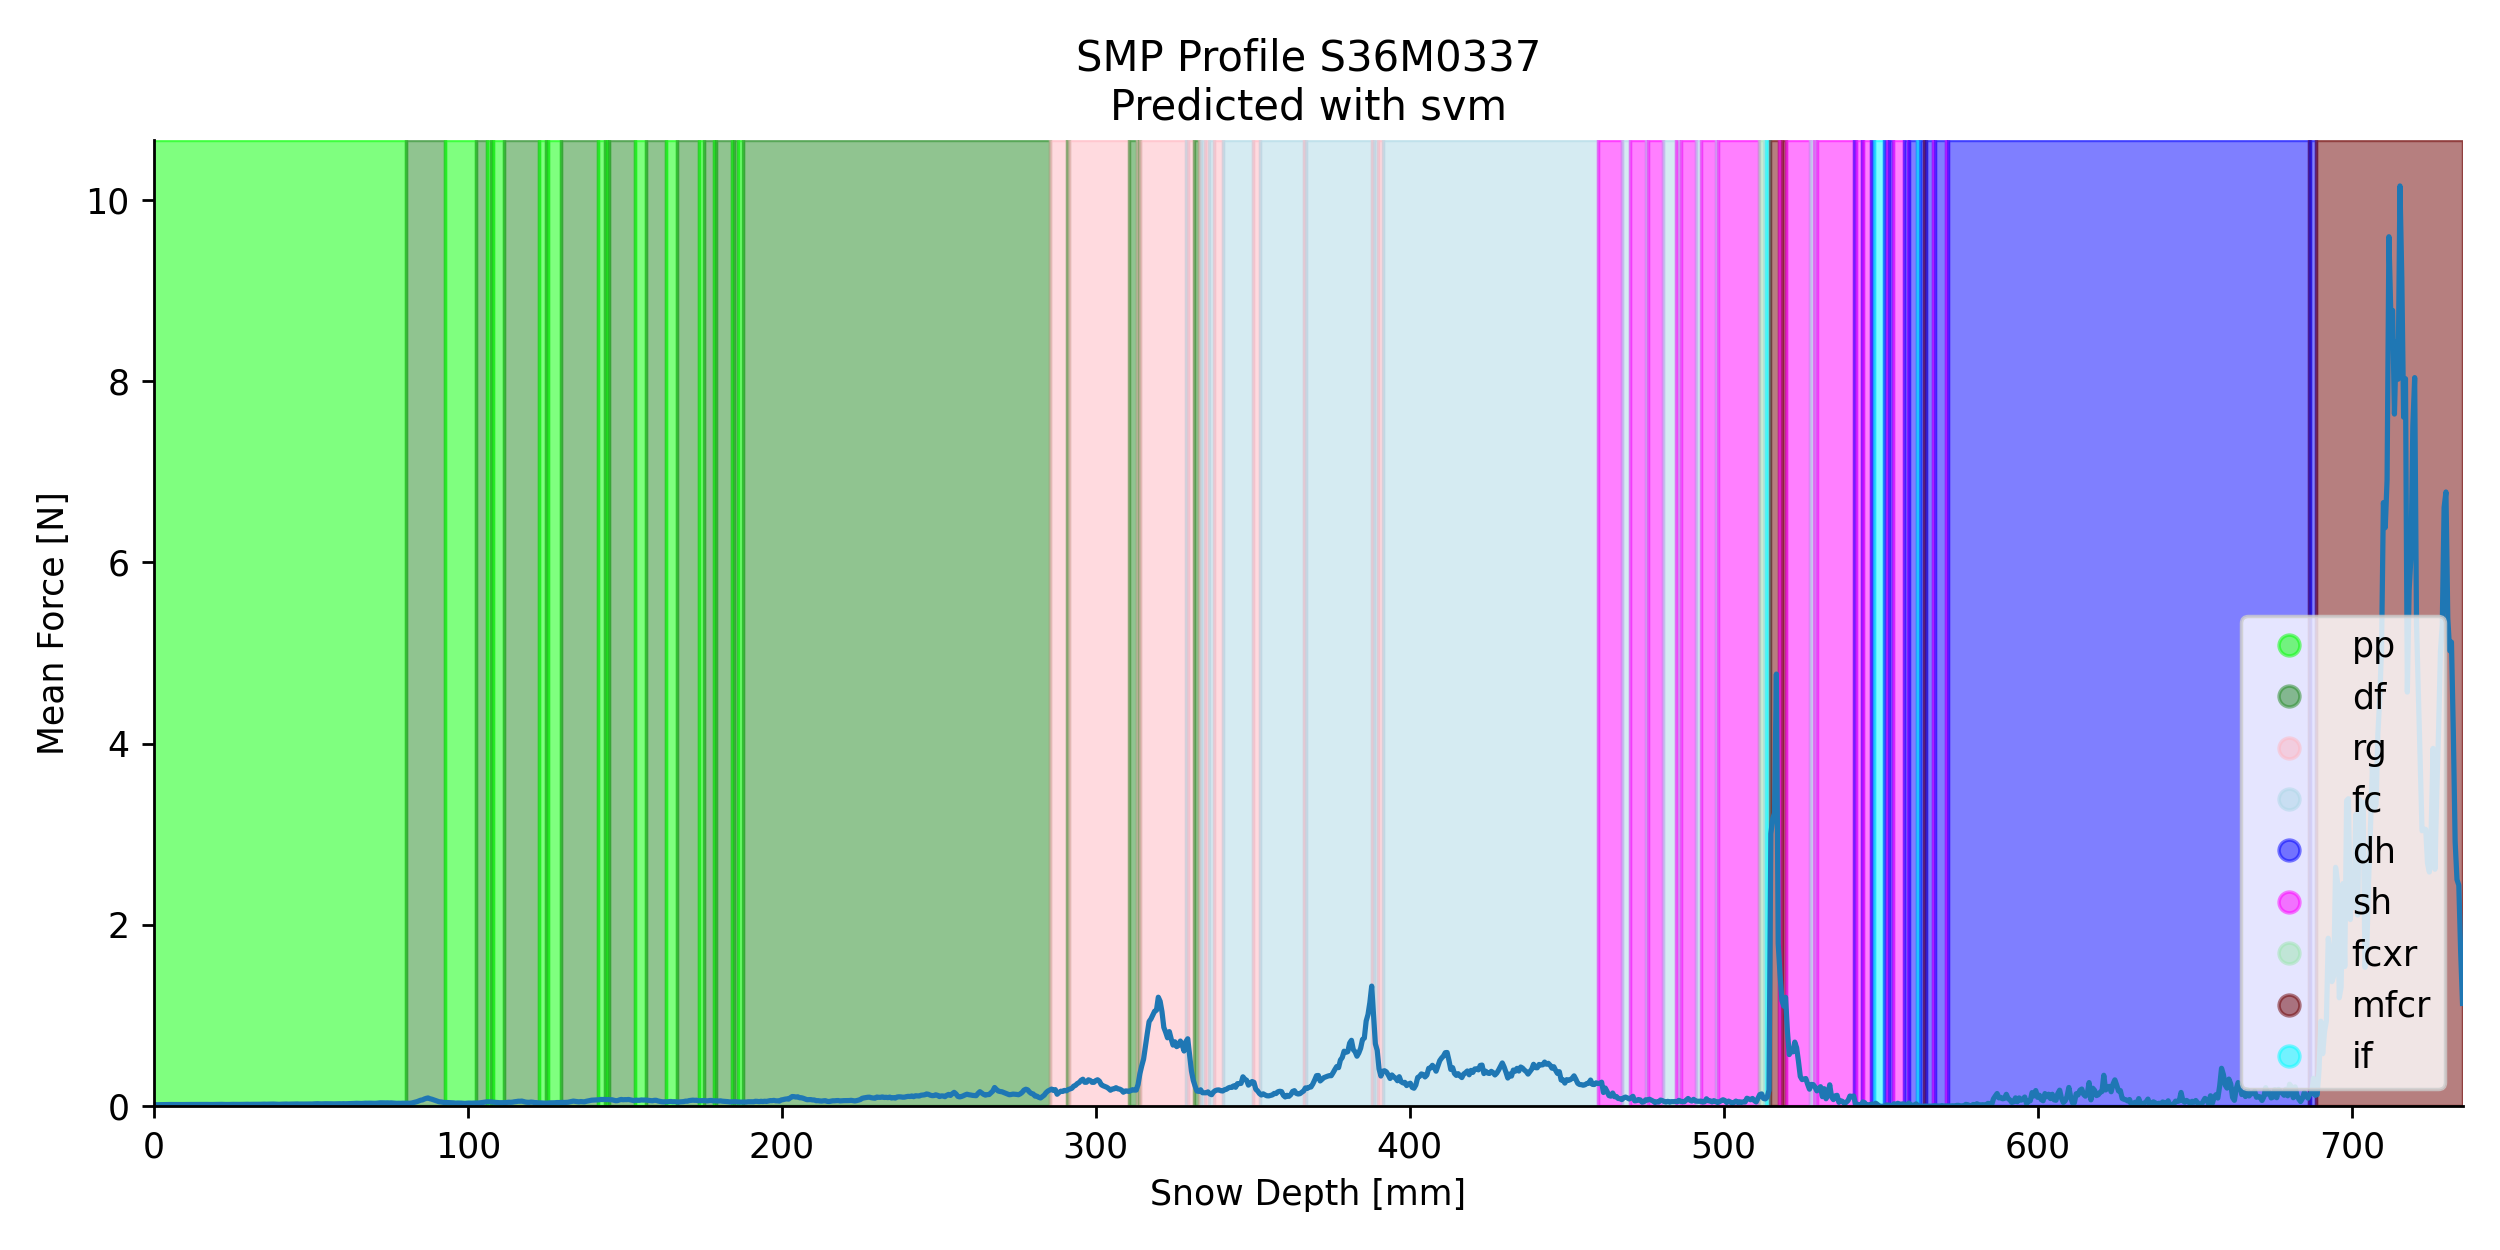 SMP Profile S36M0337
Predicted with svm
Mean Force [N]
10
8
6
4
2
0
0 100 200 300 400 500 600 700
Snow Depth [mm]
pp
df
rg
fc
dh
sh
fcxr
mfcr
if